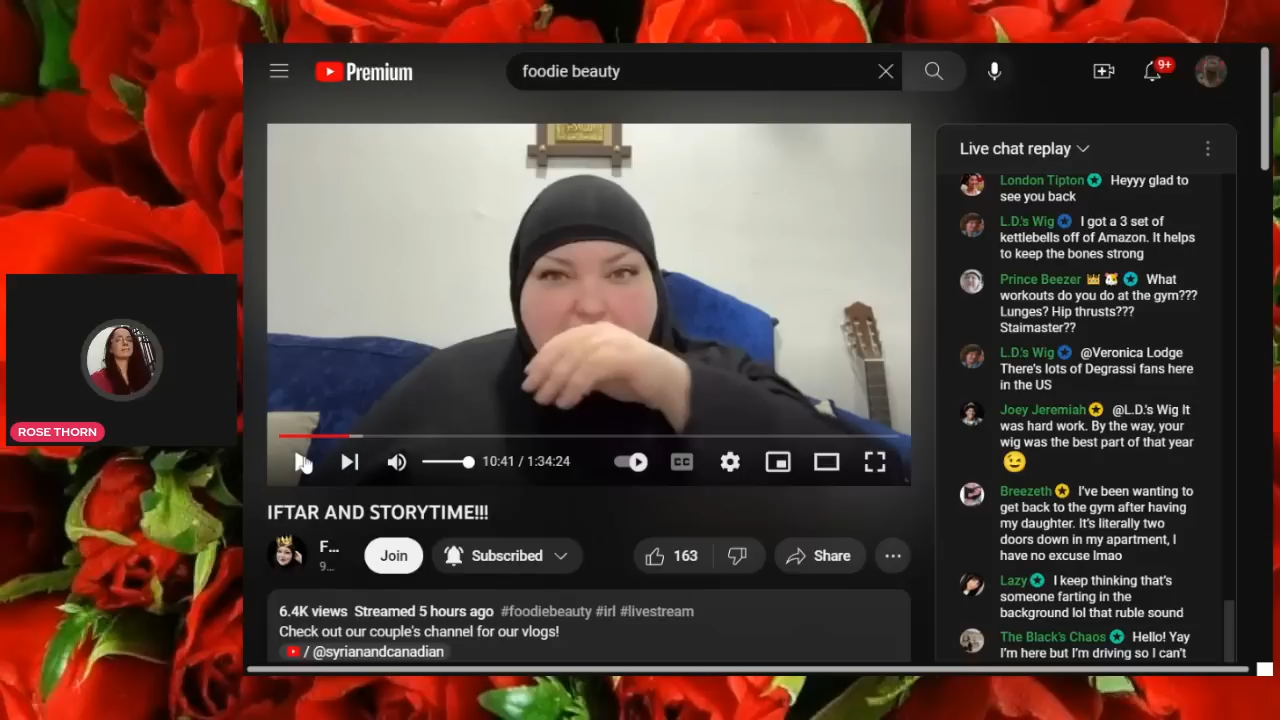 Premium
foodie beauty
9+
Live chat replay
London Tipton Heyyy glad to
see you back
L.D.'s Wig I got a 3 set of
kettlebells off of Amazon. It helps
to keep the bones strong
Prince Beezer What
workouts do you do at the gym???
Lunges? Hip thrusts???
Staimaster??
L.D.'s Wig @Veronica Lodge
There's lots of Degrassi fans here
in the US
Joey Jeremiah @L.D.'s Wig It
was hard work. By the way, your
wig was the best part of that year
Breezeth I've been wanting to
get back to the gym after having
my daughter. It's literally two
doors down in my apartment, I
have no excuse lmao
Lazy I keep thinking that's
someone farting in the
background lol that ruble sound
The Black's Chaos Hello! Yay
I'm here but I'm driving so I can't
ROSE THORN
10:41 / 1:34:24
CC
IFTAR AND STORYTIME!!!
F...
9...
Join
Subscribed
163
Share
6.4K views Streamed 5 hours ago #foodiebeauty #irl #livestream
Check out our couple's channel for our vlogs!
/ @syrianandcanadian